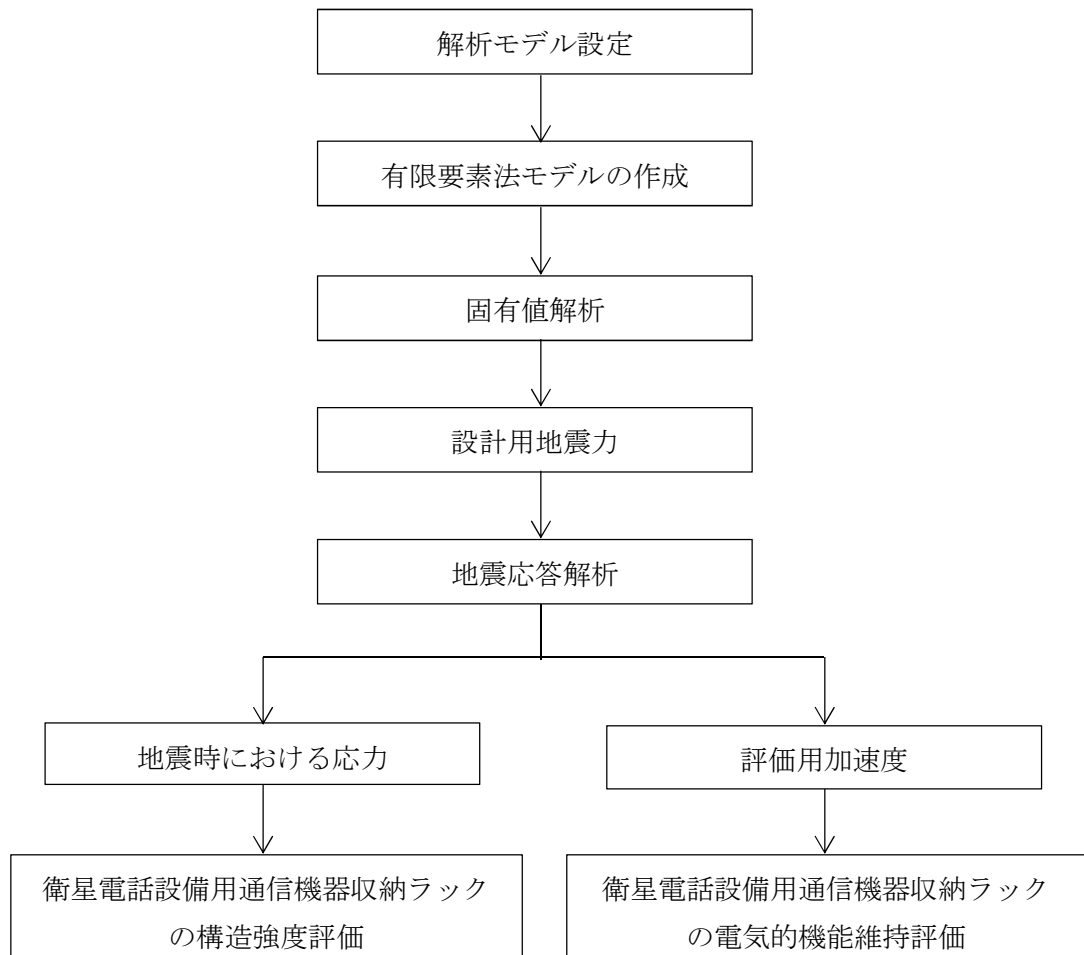 解析モデル設定
有限要素法モデルの作成
固有値解析
設計用地震力
地震応答解析
地震時における応力
評価用加速度
衛星電話設備用通信機器収納ラック
の構造強度評価
衛星電話設備用通信機器収納ラック
の電気的機能維持評価